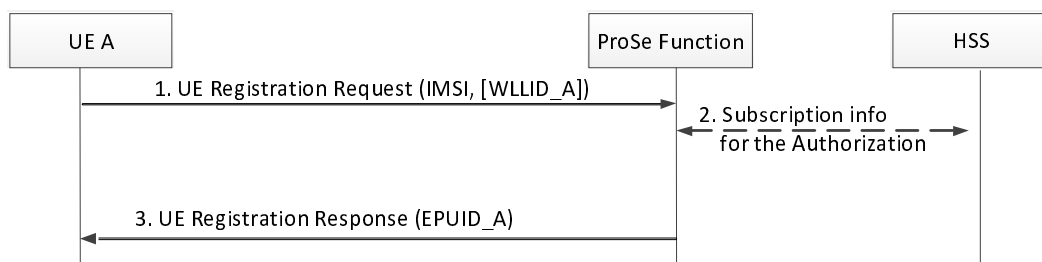 UE A
ProSe Function
HSS
1. UE Registration Request (IMSI, [WLLID_A])
2. Subscription info
for the Authorization
3. UE Registration Response (EPUID_A)